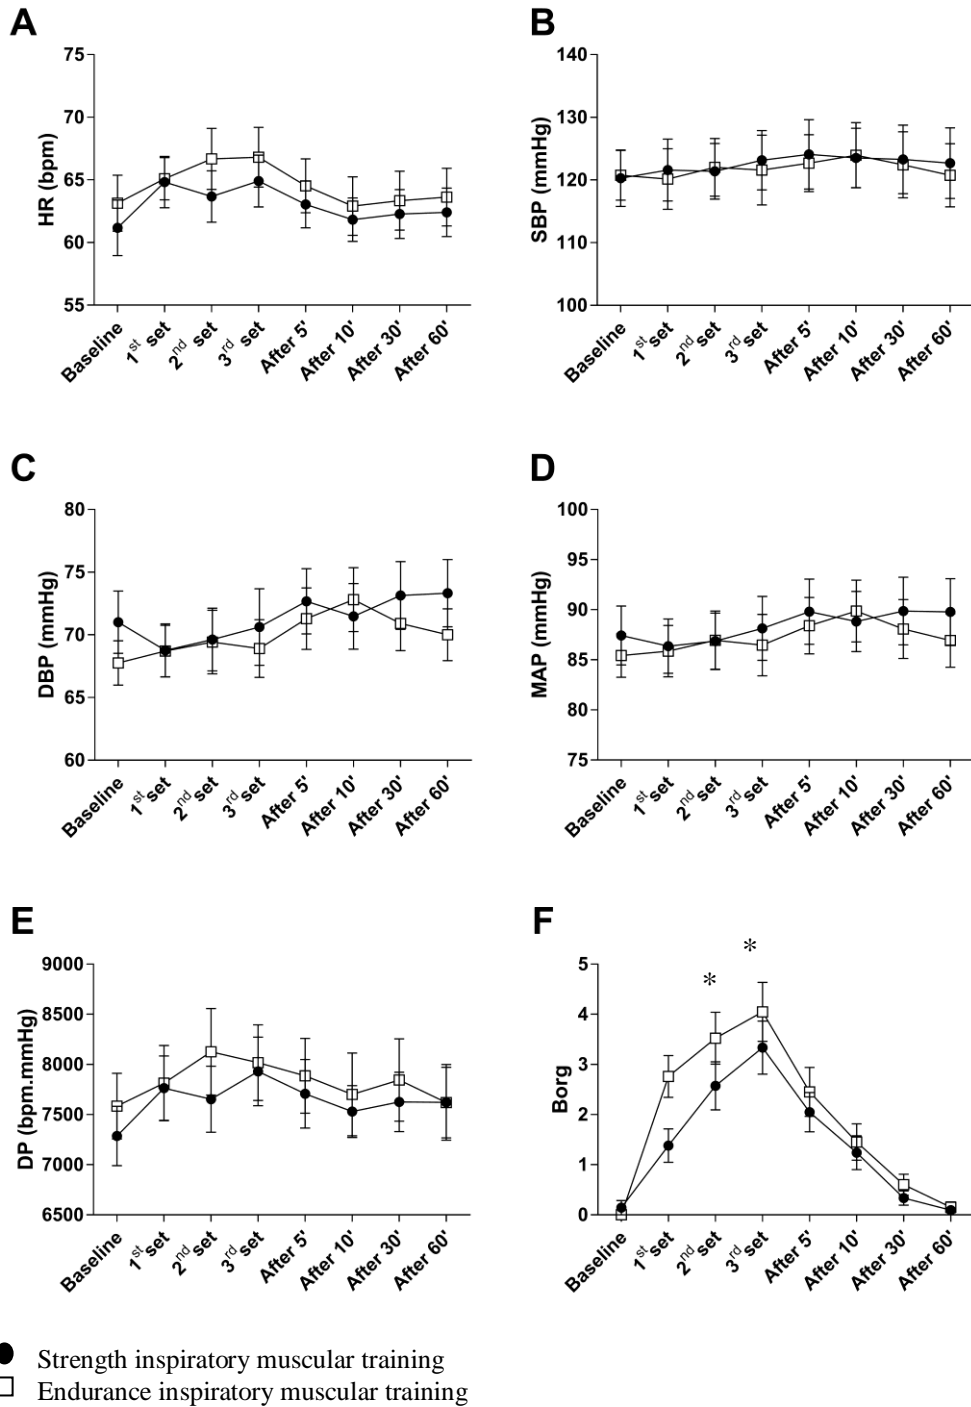 A
HR (bpm)
75
70
65
60
55
Baseline
1st set
2nd set
3rd set
After 5'
After 10'
After 30'
After 60'
B
SBP (mmHg)
140
130
120
110
100
Baseline
1st set
2nd set
3rd set
After 5'
After 10'
After 30'
After 60'
C
DBP (mmHg)
80
75
70
65
60
Baseline
1st set
2nd set
3rd set
After 5'
After 10'
After 30'
After 60'
D
MAP (mmHg)
100
95
90
85
80
75
Baseline
1st set
2nd set
3rd set
After 5'
After 10'
After 30'
After 60'
E
DP (bpm.mmHg)
9000
8500
8000
7500
7000
6500
Baseline
1st set
2nd set
3rd set
After 5'
After 10'
After 30'
After 60'
F
Borg
5
4
3
2
1
0
*
*
Baseline
1st set
2nd set
3rd set
After 5'
After 10'
After 30'
After 60'
Strength inspiratory muscular training
Endurance inspiratory muscular training